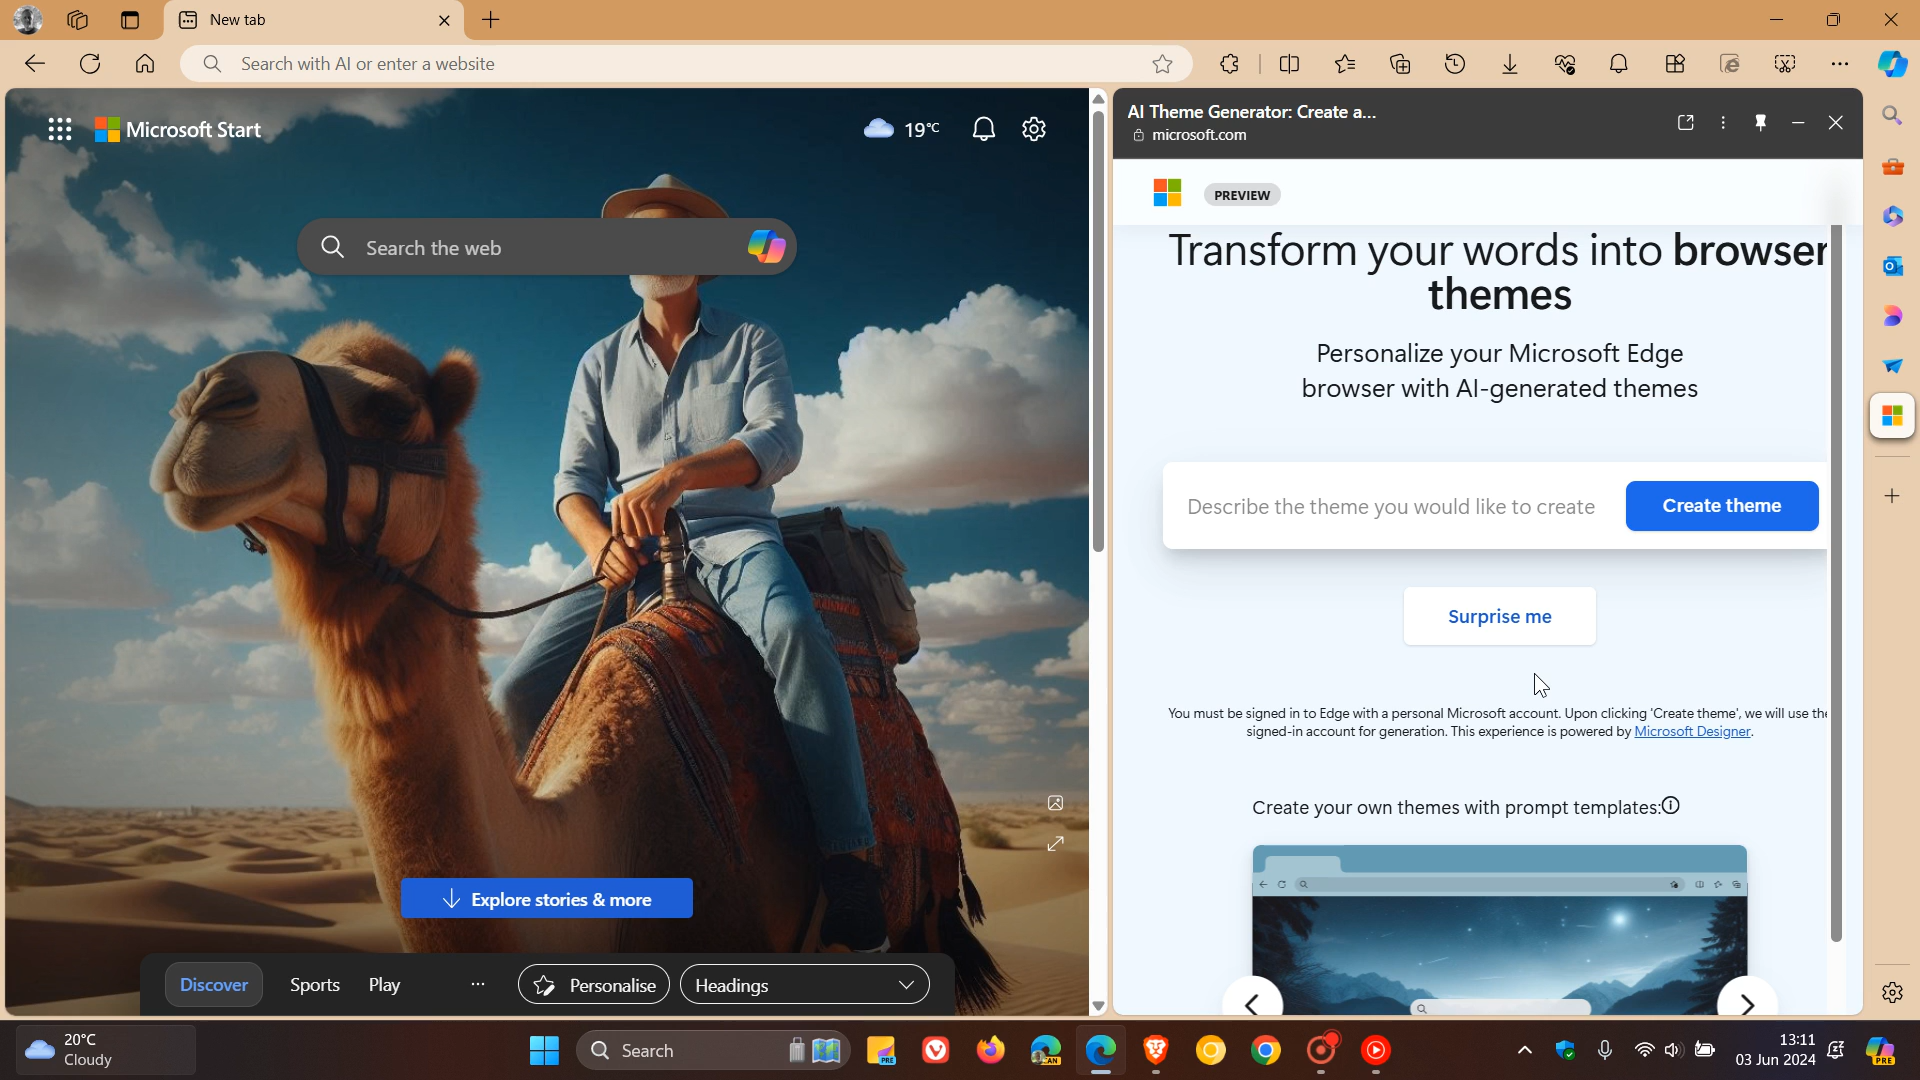 New tab
Search with AI or enter a website
Microsoft Start
19°C
Search the web
Explore stories & more
Discover
Sports
Play
Personalise
Headings
AI Theme Generator: Create a...
microsoft.com
PREVIEW
Transform your words into browser
themes
Personalize your Microsoft Edge
browser with AI-generated themes
Describe the theme you would like to create
Create theme
Surprise me
You must be signed in to Edge with a personal Microsoft account. Upon clicking 'Create theme', we will use the
signed-in account for generation. This experience is powered by Microsoft Designer.
Create your own themes with prompt templates:
20°C
Cloudy
Search
PRE
CAN
13:11
03 Jun 2024
PRE